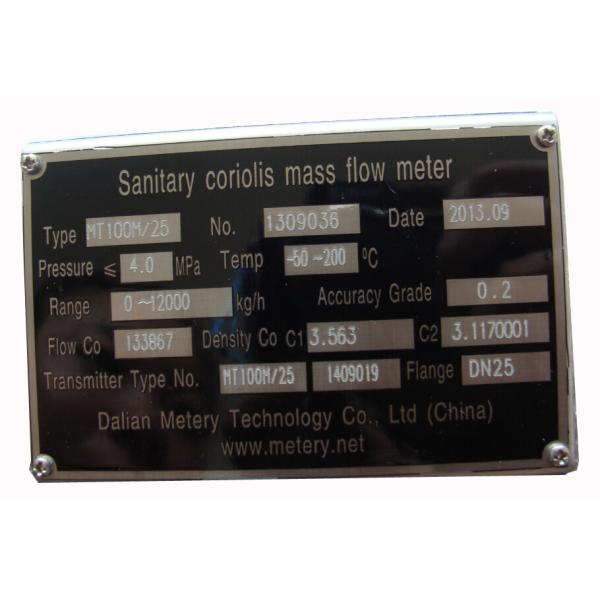 Sanitary coriolis mass flow meter
Type MT100M/25 No. 1309036 Date 2013.09
Pressure ≤ 4.0 MPa Temp -50~200 ⁰C
Range 0~12000 kg/h Accuracy Grade 0.2
Flow Co 133867 Density Co C1 3.563 C2 3.1170001
Transmitter Type No. MT100M/25 1409019 Flange DN25
Dalian Metery Technology Co., Ltd (China)
www.metery.net